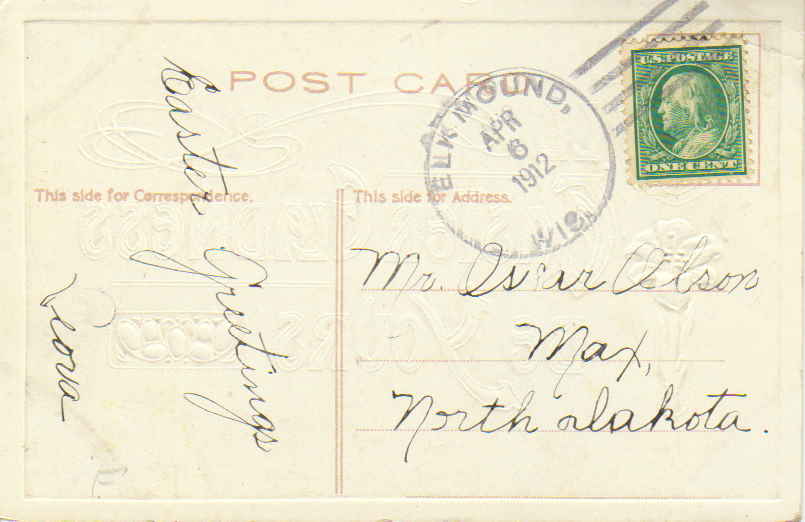 POST CARD
U.S. POSTAGE
ONE CENT
ELK MOUND,
APR
6
1912
WIS.
This side for Correspondence.
This side for Address.
Easter Greetings
Leova
Mr. Oscar Olson
Max,
North Dakota.